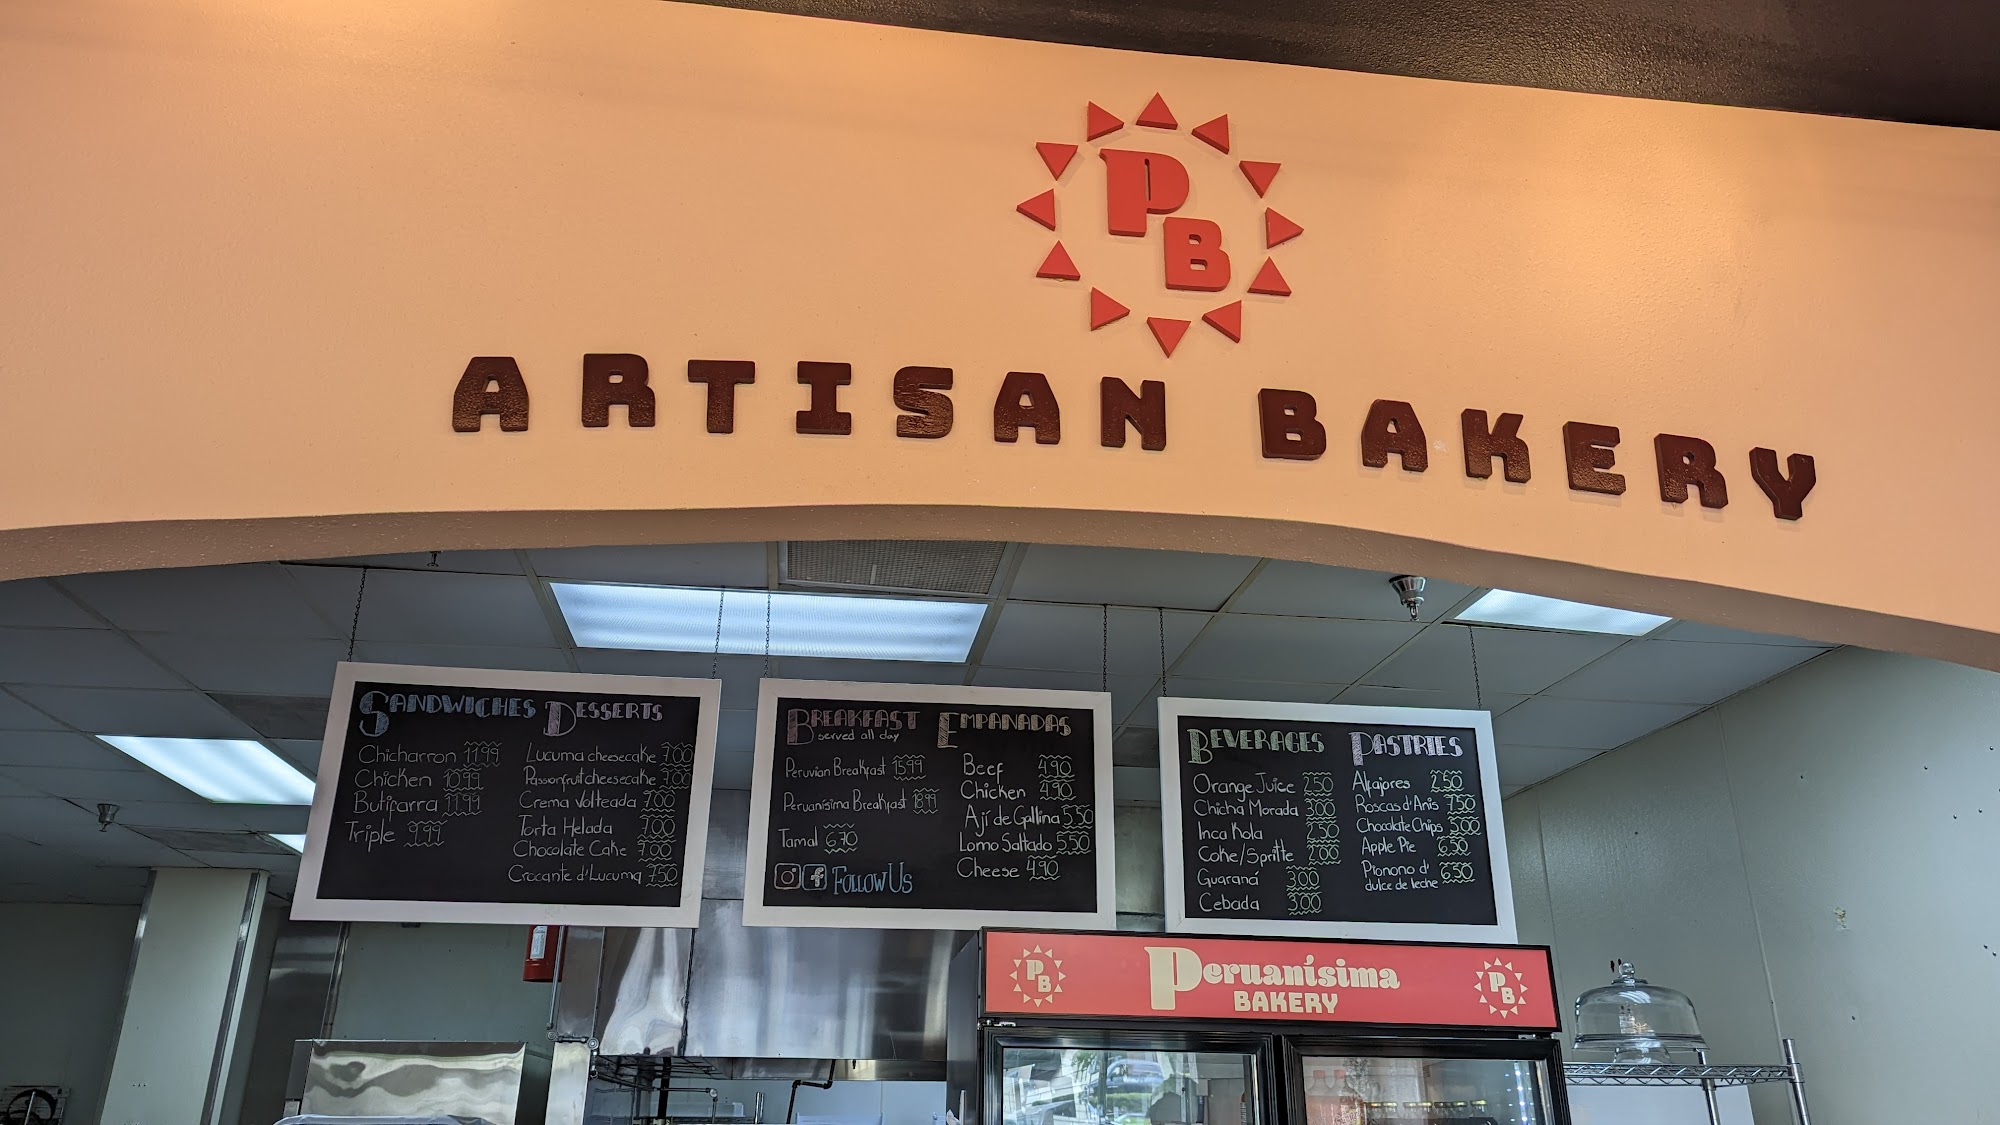 PB
ARTISAN BAKERY
SANDWICHES
Chicharron 11.99
Chicken 10.99
Butifarra 11.99
Triple 9.99
DESSERTS
Lucuma cheesecake 7.00
Passionfruit cheesecake 7.00
Crema Volteada 7.00
Torta Helada 7.00
Chocolate Cake 7.00
Crocante d'Lucuma 7.50
BREAKFAST
served all day
Peruvian Breakfast 15.99
Peruanisima Breakfast 18.99
Tamal 6.70
FOLLOW US
EMPANADAS
Beef 4.90
Chicken 4.90
Ají de Gallina 5.50
Lomo Saltado 5.50
Cheese 4.90
BEVERAGES
Orange Juice 2.50
Chicha Morada 3.00
Inca Kola 2.50
Coke/Spritte 2.00
Guaraná 3.00
Cebada 3.00
PASTRIES
Alfajores 2.50
Roscas d'Anis 7.50
Chocolate Chips 5.00
Apple Pie 6.50
Pionono d' 6.50
dulce de leche
PB
Peruanísima
BAKERY
PB